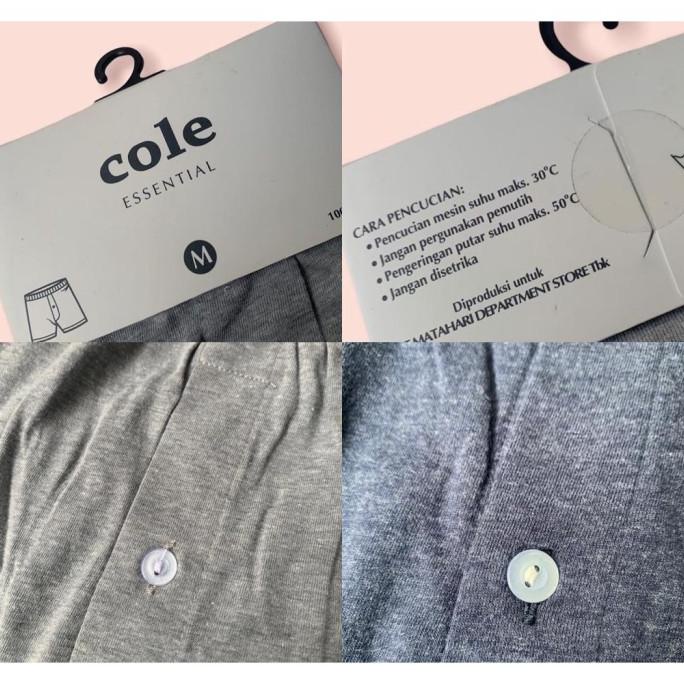 cole
ESSENTIAL
M
CARA PENCUCIAN:
• Pencucian mesin suhu maks. 30°C
• Jangan pergunakan pemutih
• Pengeringan putar suhu maks. 50°C
• Jangan disetrika
Diproduksi untuk
MATAHARI DEPARTMENT STORE Tbk